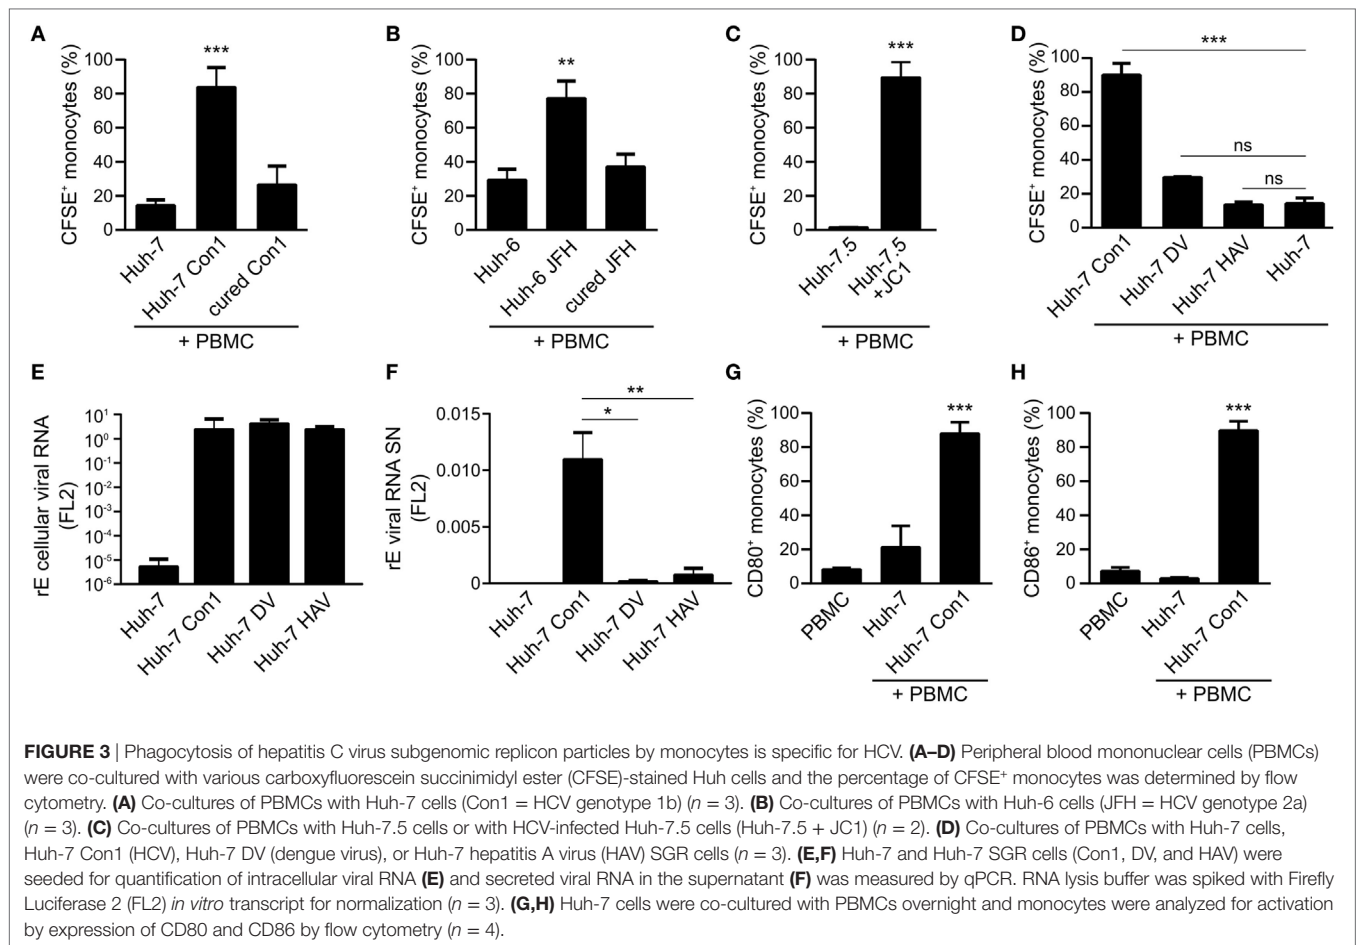 A
CFSE⁺ monocytes (%)
100
80
60
40
20
0
***
Huh-7
Huh-7 Con1
cured Con1
+ PBMC
B
CFSE⁺ monocytes (%)
100
80
60
40
20
0
**
Huh-6
Huh-6 JFH
cured JFH
+ PBMC
C
CFSE⁺ monocytes (%)
100
80
60
40
20
0
***
Huh-7.5
Huh-7.5
+JC1
+ PBMC
D
CFSE⁺ monocytes (%)
100
80
60
40
20
0
***
ns
ns
Huh-7 Con1
Huh-7 DV
Huh-7 HAV
Huh-7
+ PBMC
E
rE cellular viral RNA
(FL2)
10¹
10⁰
10⁻¹
10⁻²
10⁻³
10⁻⁴
10⁻⁵
10⁻⁶
Huh-7
Huh-7 Con1
Huh-7 DV
Huh-7 HAV
F
rE viral RNA SN
(FL2)
0.015
0.010
0.005
0
**
*
Huh-7
Huh-7 Con1
Huh-7 DV
Huh-7 HAV
G
CD80⁺ monocytes (%)
100
80
60
40
20
0
***
PBMC
Huh-7
Huh-7 Con1
+ PBMC
H
CD86⁺ monocytes (%)
100
80
60
40
20
0
***
PBMC
Huh-7
Huh-7 Con1
+ PBMC
FIGURE 3 | Phagocytosis of hepatitis C virus subgenomic replicon particles by monocytes is specific for HCV. (A–D) Peripheral blood mononuclear cells (PBMCs)
were co-cultured with various carboxyfluorescein succinimidyl ester (CFSE)-stained Huh cells and the percentage of CFSE⁺ monocytes was determined by flow
cytometry. (A) Co-cultures of PBMCs with Huh-7 cells (Con1 = HCV genotype 1b) (n = 3). (B) Co-cultures of PBMCs with Huh-6 cells (JFH = HCV genotype 2a)
(n = 3). (C) Co-cultures of PBMCs with Huh-7.5 cells or with HCV-infected Huh-7.5 cells (Huh-7.5 + JC1) (n = 2). (D) Co-cultures of PBMCs with Huh-7 cells,
Huh-7 Con1 (HCV), Huh-7 DV (dengue virus), or Huh-7 hepatitis A virus (HAV) SGR cells (n = 3). (E,F) Huh-7 and Huh-7 SGR cells (Con1, DV, and HAV) were
seeded for quantification of intracellular viral RNA (E) and secreted viral RNA in the supernatant (F) was measured by qPCR. RNA lysis buffer was spiked with Firefly
Luciferase 2 (FL2) in vitro transcript for normalization (n = 3). (G,H) Huh-7 cells were co-cultured with PBMCs overnight and monocytes were analyzed for activation
by expression of CD80 and CD86 by flow cytometry (n = 4).